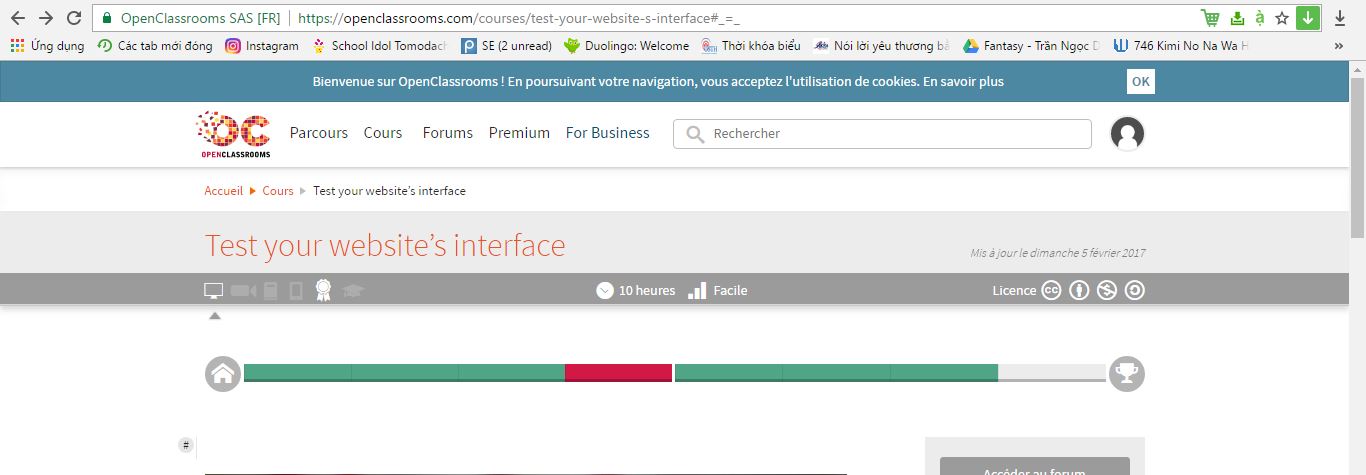 OpenClassrooms SAS [FR] https://openclassrooms.com/courses/test-your-website-s-interface#_=_
Ứng dụng Các tab mới đóng Instagram School Idol Tomodac SE (2 unread) Duolingo: Welcome Thời khóa biểu Nói lời yêu thương Fantasy - Trần Ngọc 746 Kimi No Na Wa »
Bienvenue sur OpenClassrooms ! En poursuivant votre navigation, vous acceptez l'utilisation de cookies. En savoir plus OK
OC
OPENCLASSROOMS
Parcours Cours Forums Premium For Business Rechercher
Accueil Cours Test your website's interface
Test your website’s interface
Mis à jour le dimanche 5 février 2017
10 heures Facile Licence cc
#
Accéder au forum